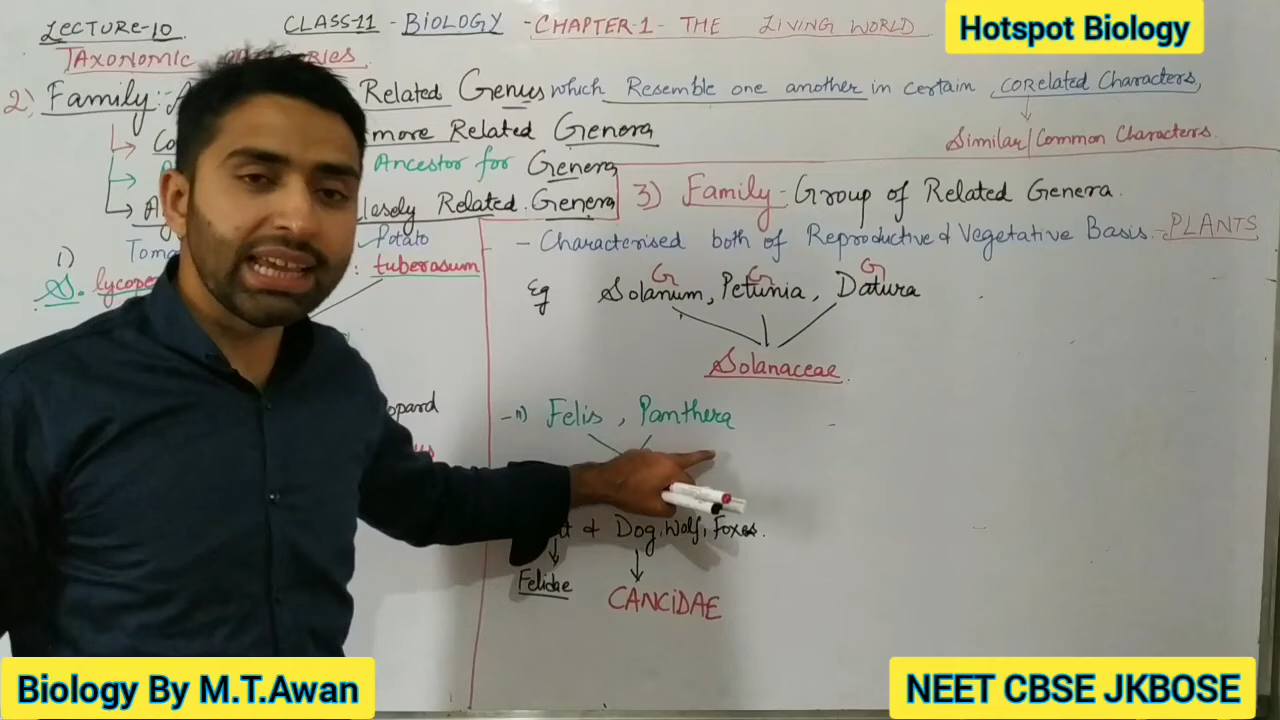 LECTURE-10
CLASS-11 - BIOLOGY - CHAPTER-1 - THE LIVING WORLD
Hotspot Biology
TAXONOMIC
2) Family:- Related Genus which Resemble one another in certain corelated Characters,
more Related Genera
Similar/Common Characters.
Ancestor for Genera
closely Related Genera
3) Family - Group of Related Genera.
- Characterised both of Reproductive & Vegetative Basis. - PLANTS
i)
Potato
S.
tuberasum
G G G
Eg Solanum, Petunia, Datura
Solanaceae
- ii) Felis, Panthera
& Dog, Wolf, Foxes.
Felidae
CANCIDAE
Biology By M.T.Awan
NEET CBSE JKBOSE